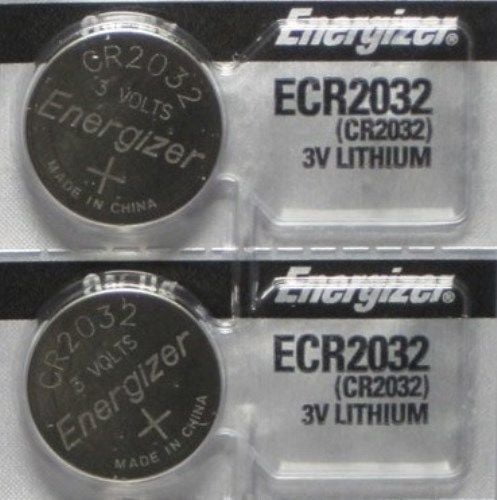 Energizer®
CR2032
3 VOLTS
Energizer
+
MADE IN CHINA
ECR2032
(CR2032)
3V LITHIUM
Energizer®
CR2032
3 VOLTS
Energizer
+
MADE IN CHINA
ECR2032
(CR2032)
3V LITHIUM